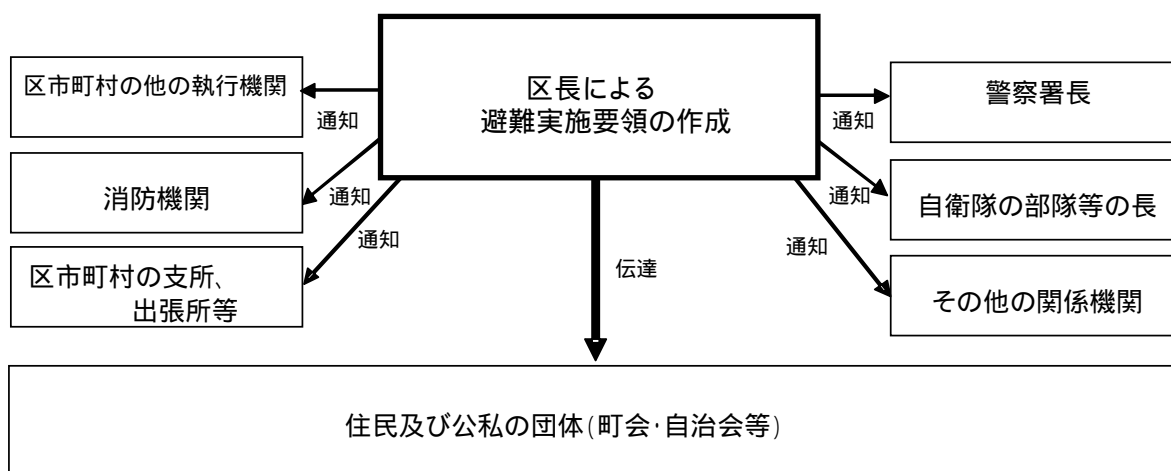 区長による
避難実施要領の作成
区市町村の他の執行機関
通知
消防機関
通知
区市町村の支所、
出張所等
通知
警察署長
通知
自衛隊の部隊等の長
通知
その他の関係機関
通知
伝達
住民及び公私の団体(町会・自治会等)